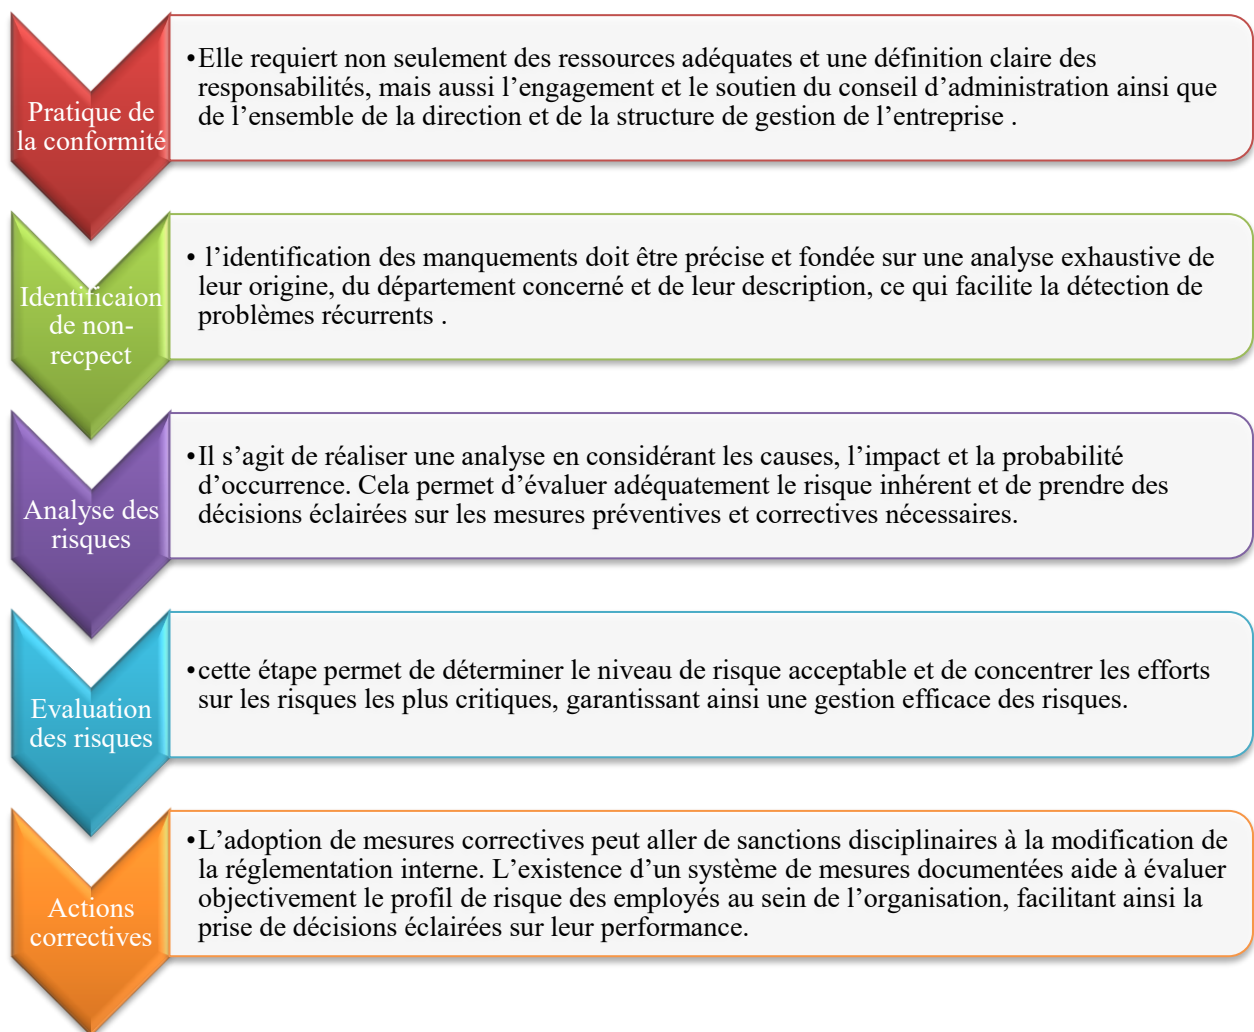 Pratique de
la conformité
•Elle requiert non seulement des ressources adéquates et une définition claire des
responsabilités, mais aussi l’engagement et le soutien du conseil d’administration ainsi que
de l’ensemble de la direction et de la structure de gestion de l’entreprise .
Identificaion
de non-
recpect
• l’identification des manquements doit être précise et fondée sur une analyse exhaustive de
leur origine, du département concerné et de leur description, ce qui facilite la détection de
problèmes récurrents .
Analyse des
risques
•Il s’agit de réaliser une analyse en considérant les causes, l’impact et la probabilité
d’occurrence. Cela permet d’évaluer adéquatement le risque inhérent et de prendre des
décisions éclairées sur les mesures préventives et correctives nécessaires.
Evaluation
des risques
•cette étape permet de déterminer le niveau de risque acceptable et de concentrer les efforts
sur les risques les plus critiques, garantissant ainsi une gestion efficace des risques.
Actions
correctives
•L’adoption de mesures correctives peut aller de sanctions disciplinaires à la modification de
la réglementation interne. L’existence d’un système de mesures documentées aide à évaluer
objectivement le profil de risque des employés au sein de l’organisation, facilitant ainsi la
prise de décisions éclairées sur leur performance.